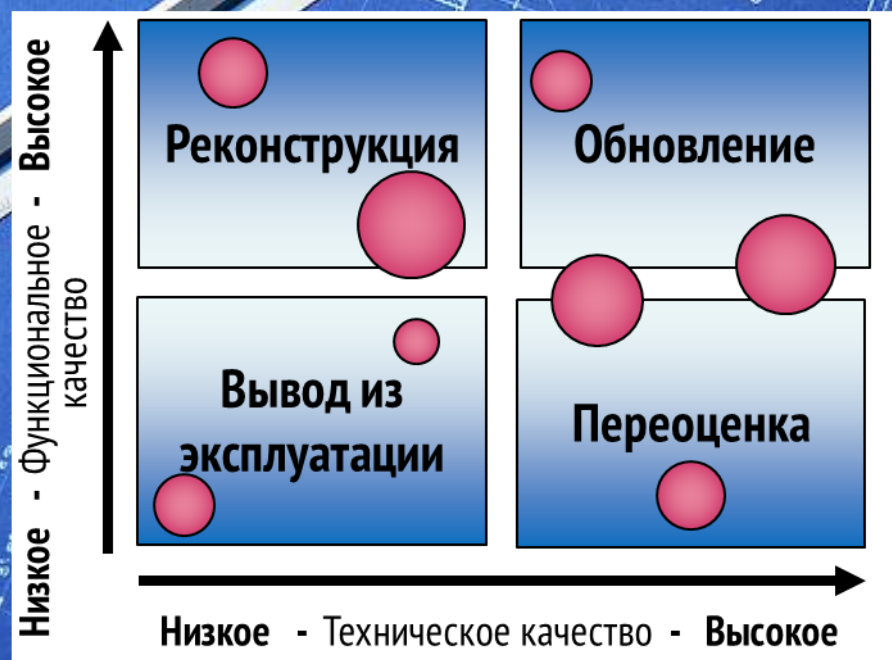 Низкое - Функциональное - Высокое
качество
Реконструкция
Обновление
Вывод из
эксплуатации
Переоценка
Низкое - Техническое качество - Высокое